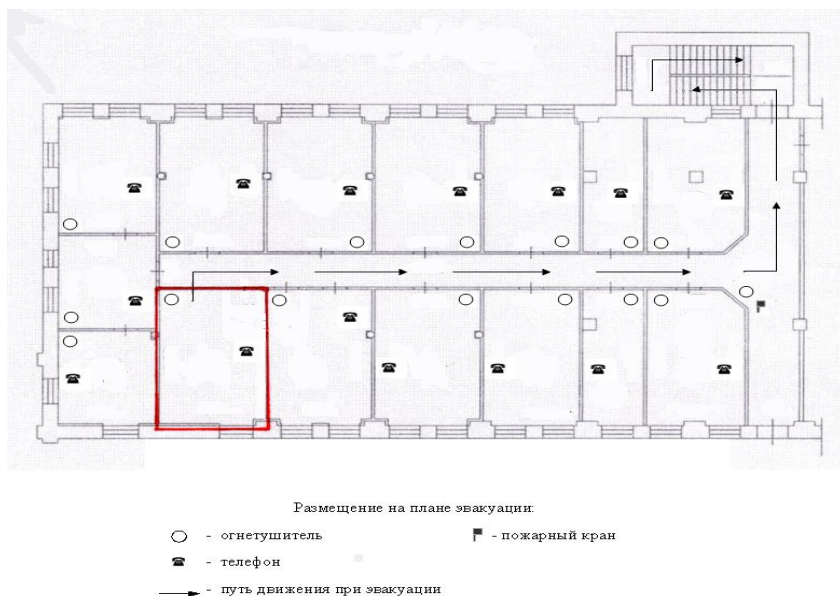 Размещение на плане эвакуации:
- огнетушитель
- пожарный кран
- телефон
- путь движения при эвакуации